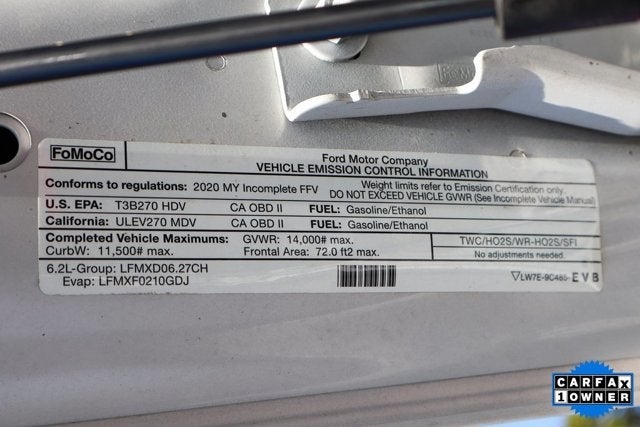 FoMoCo
Ford Motor Company
VEHICLE EMISSION CONTROL INFORMATION
Conforms to regulations: 2020 MY Incomplete FFV
Weight limits refer to Emission Certification only.
DO NOT EXCEED VEHICLE GVWR (See Incomplete Vehicle Manual)
U.S. EPA: T3B270 HDV CA OBD II FUEL: Gasoline/Ethanol
California: ULEV270 MDV CA OBD II FUEL: Gasoline/Ethanol
Completed Vehicle Maximums: GVWR: 14,000# max.
CurbW: 11,500# max. Frontal Area: 72.0 ft2 max.
TWC/HO2S/WR-HO2S/SFI
No adjustments needed.
6.2L-Group: LFMXD06.27CH
Evap: LFMXF0210GDJ
LW7E-9C485- E V B
CARFAX
1 OWNER